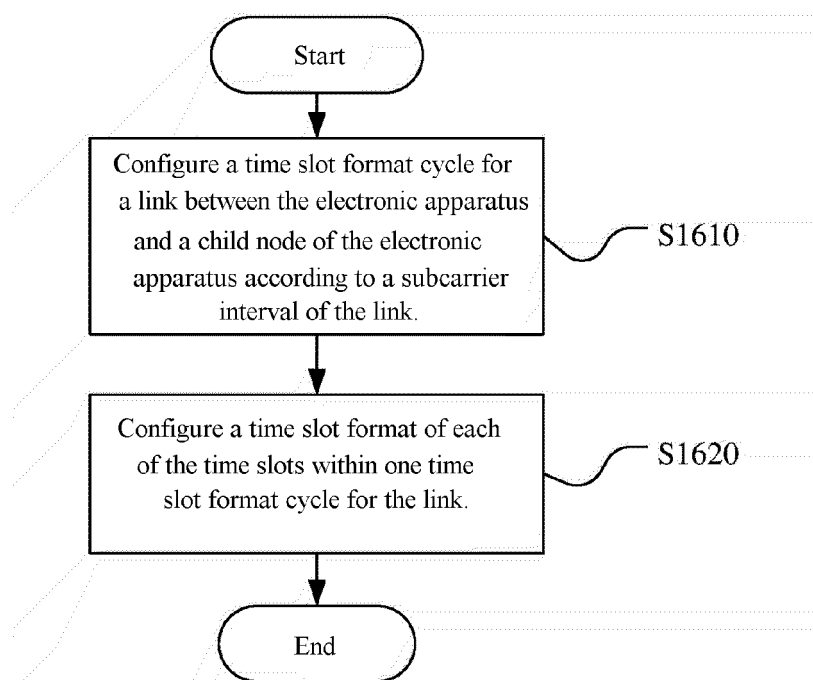 Start
Configure a time slot format cycle for
a link between the electronic apparatus
and a child node of the electronic
apparatus according to a subcarrier
interval of the link.
S1610
Configure a time slot format of each
of the time slots within one time
slot format cycle for the link.
S1620
End